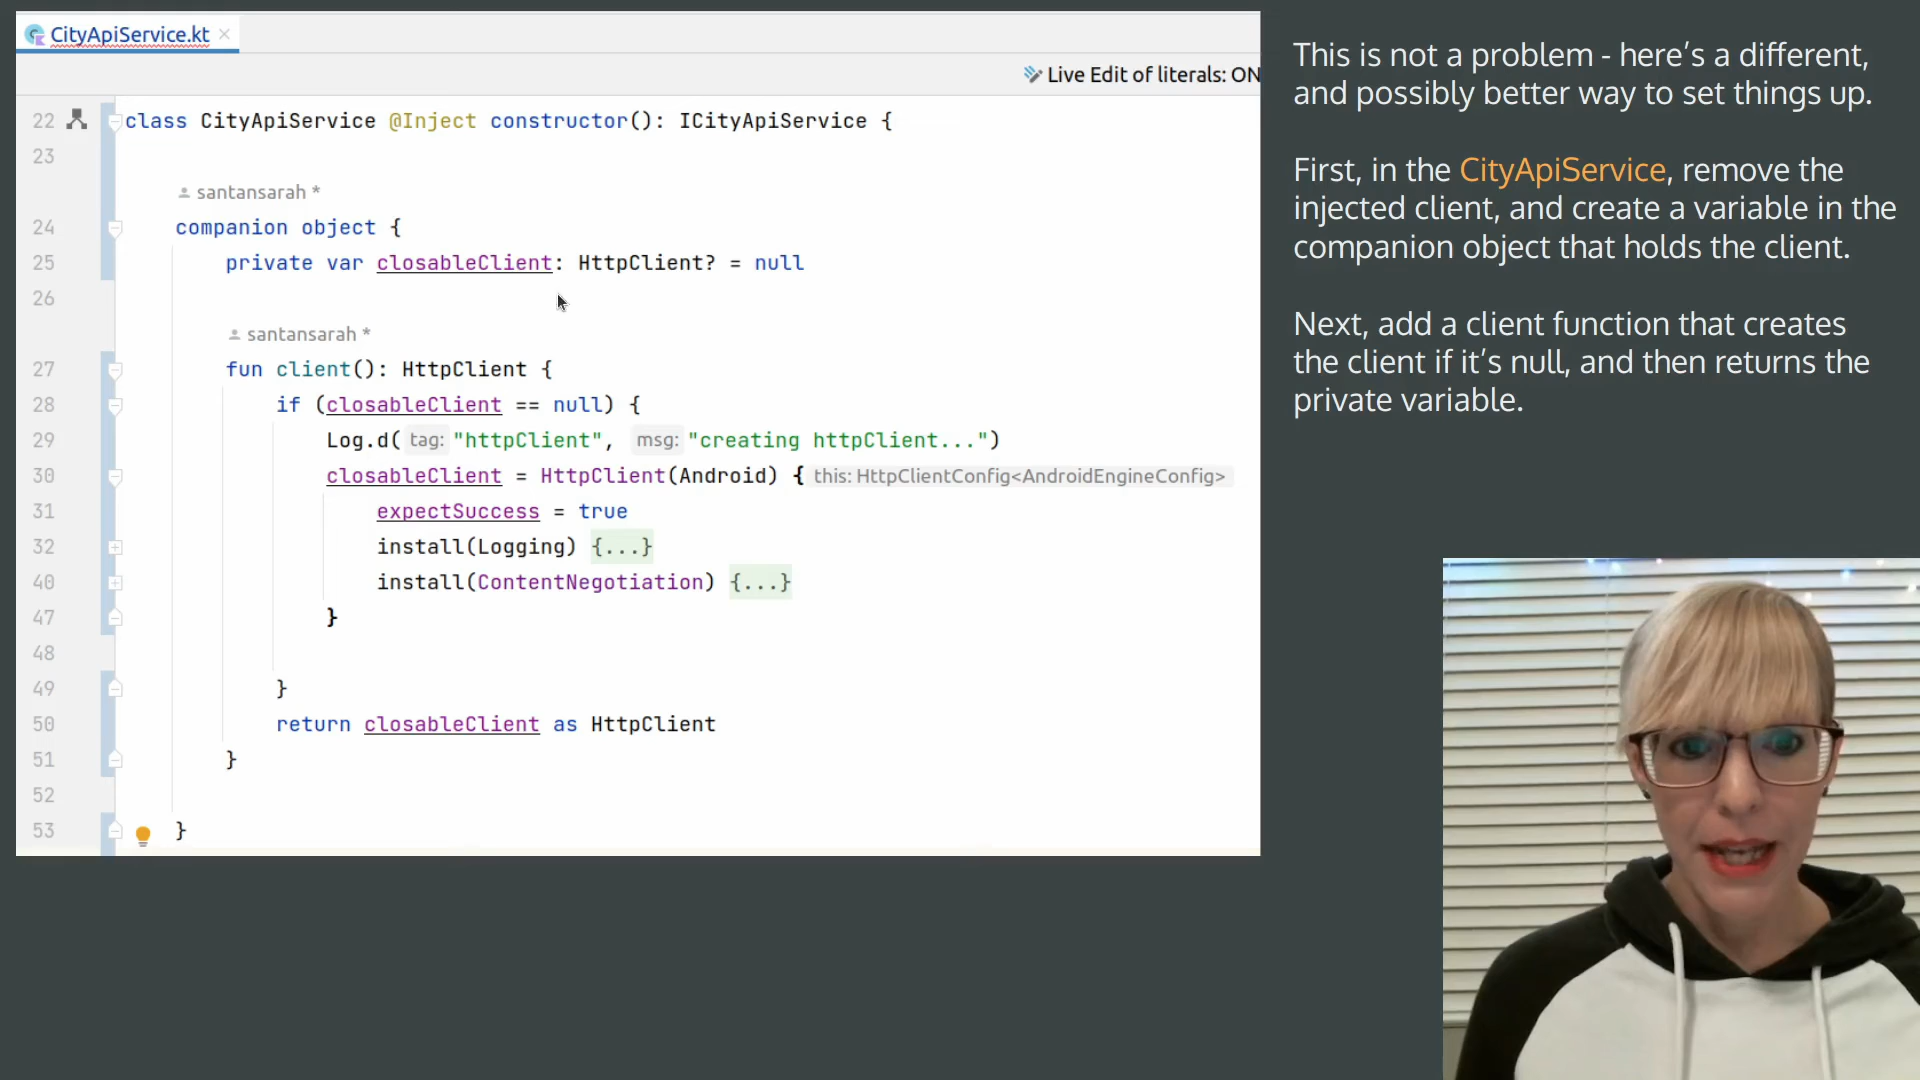 CityApiService.kt
Live Edit of literals: ON
22 class CityApiService @Inject constructor(): ICityApiService {
23
santansarah *
24 companion object {
25 private var closableClient: HttpClient? = null
26
santansarah *
27 fun client(): HttpClient {
28 if (closableClient == null) {
29 Log.d( tag: "httpClient", msg: "creating httpClient...")
30 closableClient = HttpClient(Android) { this: HttpClientConfig<AndroidEngineConfig>
31 expectSuccess = true
32 install(Logging) {...}
40 install(ContentNegotiation) {...}
47 }
48
49 }
50 return closableClient as HttpClient
51 }
52
53 }
This is not a problem - here’s a different,
and possibly better way to set things up.
First, in the CityApiService, remove the
injected client, and create a variable in the
companion object that holds the client.
Next, add a client function that creates
the client if it’s null, and then returns the
private variable.